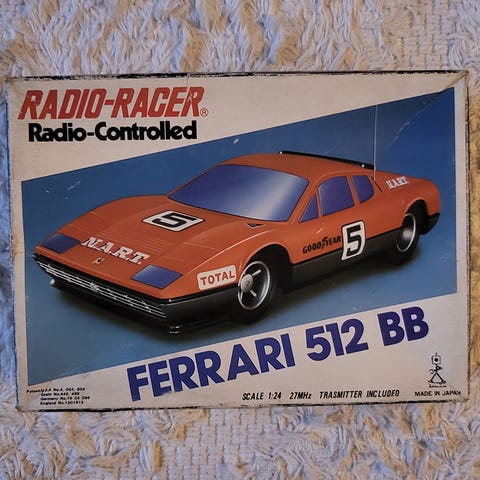 RADIO-RACER®
Radio-Controlled
5
N.A.R.T.
N.A.R.T.
GOODYEAR
5
TOTAL
FERRARI 512 BB
SCALE 1:24 27MHz TRASMITTER INCLUDED
MADE IN JAPAN